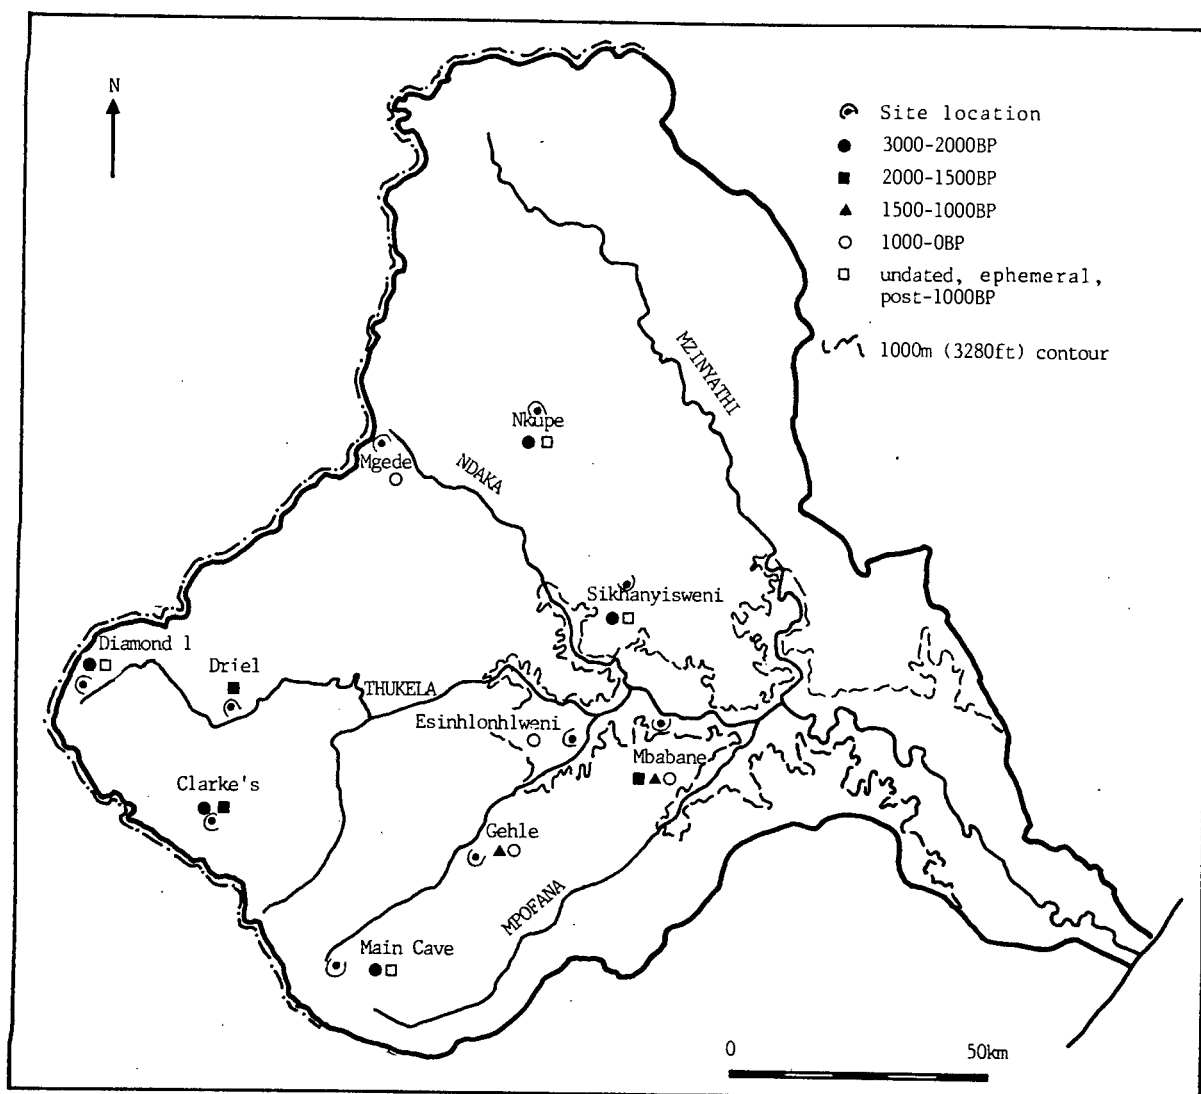 N
Site location
3000-2000BP
2000-1500BP
1500-1000BP
1000-0BP
undated, ephemeral,
post-1000BP
1000m (3280ft) contour
MZINYATHI
Nkupe
Mgede
NDAKA
Sikhanyisweni
Diamond 1
Driel
THUKELA
Esinhlonhlweni
Mbabane
Clarke's
Gehle
MPOFANA
Main Cave
0 50km